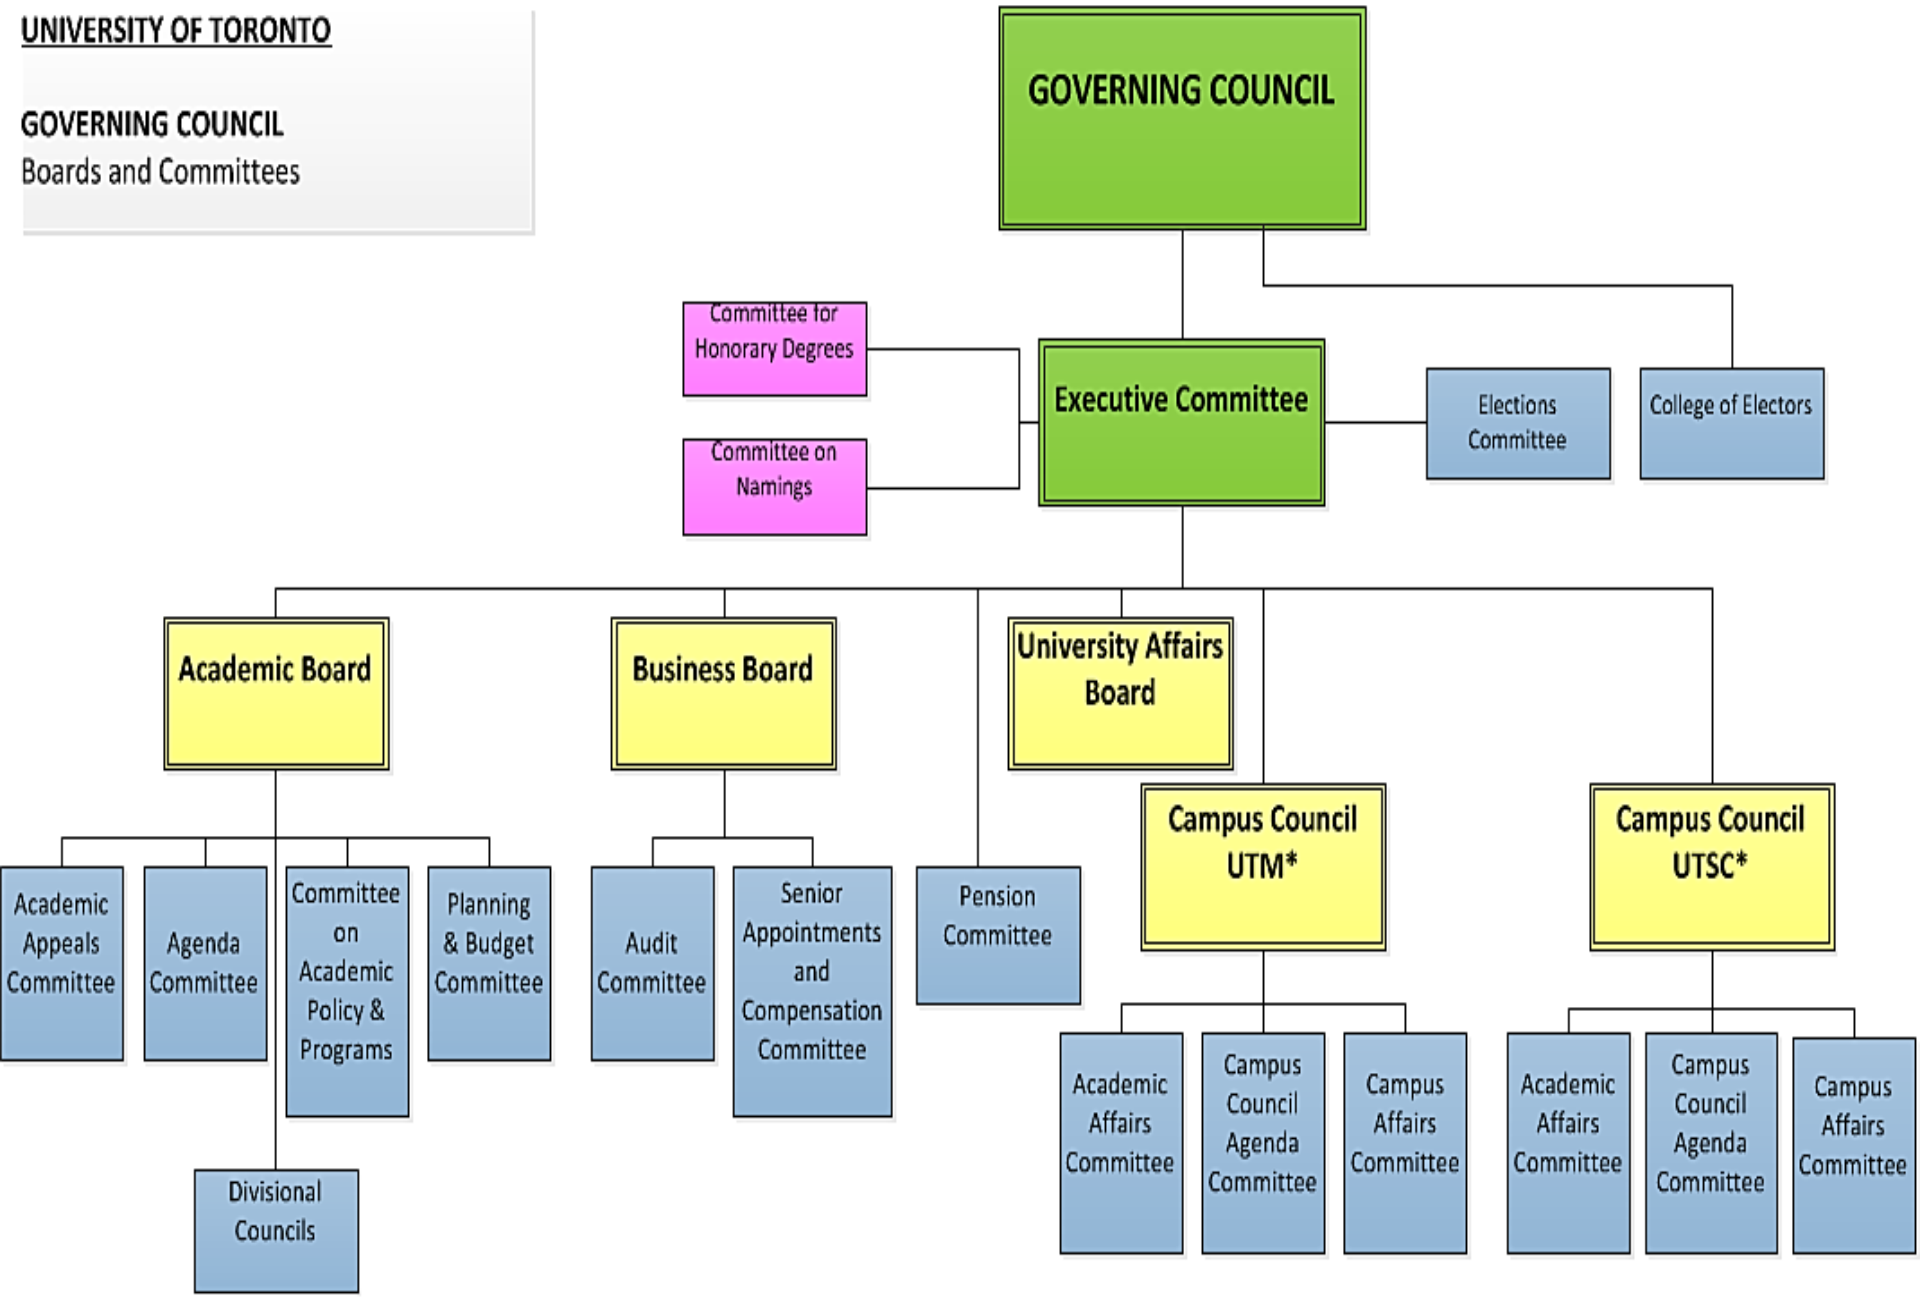 UNIVERSITY OF TORONTO
GOVERNING COUNCIL
Boards and Committees
GOVERNING COUNCIL
Committee for
Honorary Degrees
Committee on
Namings
Executive Committee
Elections
Committee
College of Electors
Academic Board
Business Board
University Affairs
Board
Campus Council
UTM*
Campus Council
UTSC*
Academic
Appeals
Committee
Agenda
Committee
Committee
on
Academic
Policy &
Programs
Planning
& Budget
Committee
Audit
Committee
Senior
Appointments
and
Compensation
Committee
Pension
Committee
Academic
Affairs
Committee
Campus
Council
Agenda
Committee
Campus
Affairs
Committee
Academic
Affairs
Committee
Campus
Council
Agenda
Committee
Campus
Affairs
Committee
Divisional
Councils